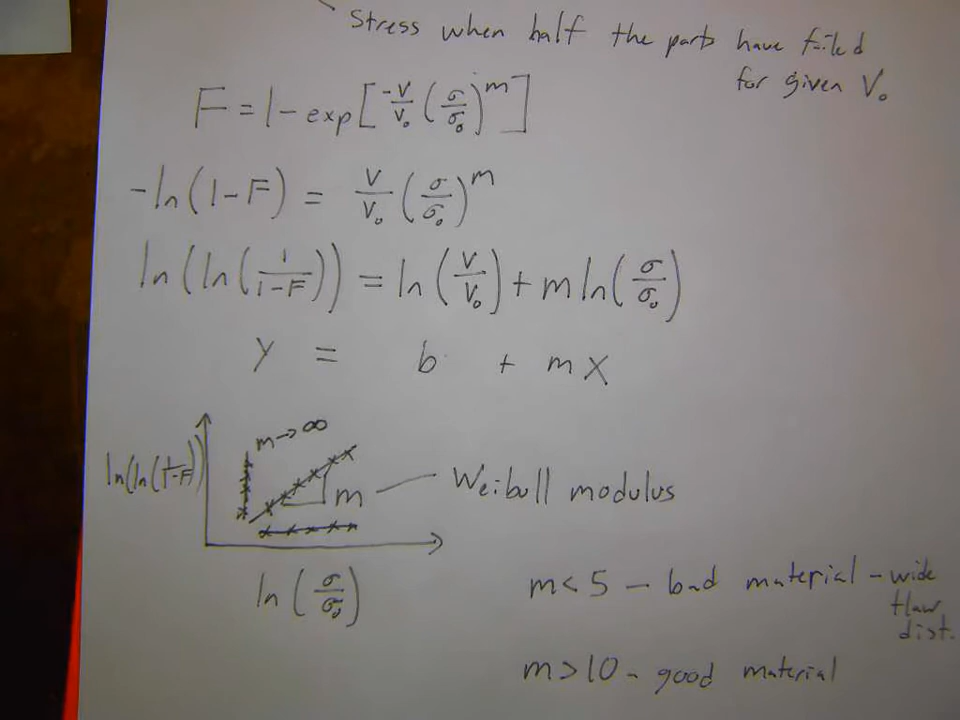 Stress when half the parts have failed
for given V₀
F = 1 - exp[-V/V₀ (σ/σ₀)^m]
-ln(1-F) = V/V₀ (σ/σ₀)^m
ln(ln(1/1-F)) = ln(V/V₀) + m ln(σ/σ₀)
y = b + mx
m→∞
ln(ln(1/1-F))
m
Weibull modulus
ln(σ/σ₀)
m<5 - bad material - wide
flaw
dist.
m>10 - good material